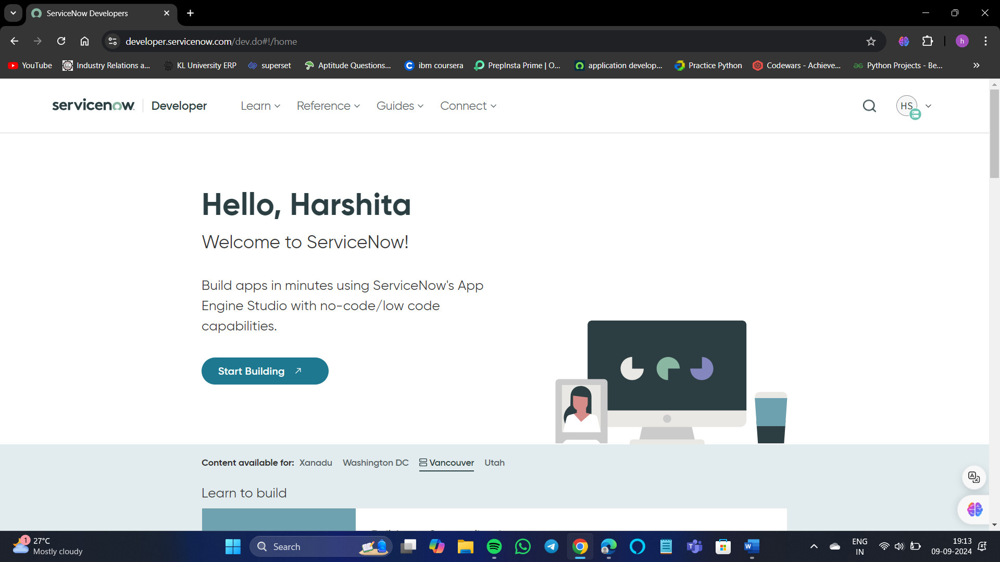 ServiceNow Developers
developer.servicenow.com/dev.do#!/home
h
YouTube
Industry Relations a...
KL University ERP
superset
Aptitude Questions...
ibm coursera
PrepInsta Prime | O...
application develop...
Practice Python
Codewars - Achieve...
Python Projects - Be...
servicenow
Developer
Learn
Reference
Guides
Connect
HS
Hello, Harshita
Welcome to ServiceNow!
Build apps in minutes using ServiceNow's App
Engine Studio with no-code/low code
capabilities.
Start Building
Content available for: Xanadu Washington DC Vancouver Utah
Learn to build
1
27°C
Mostly cloudy
Search
ENG
IN
19:13
09-09-2024